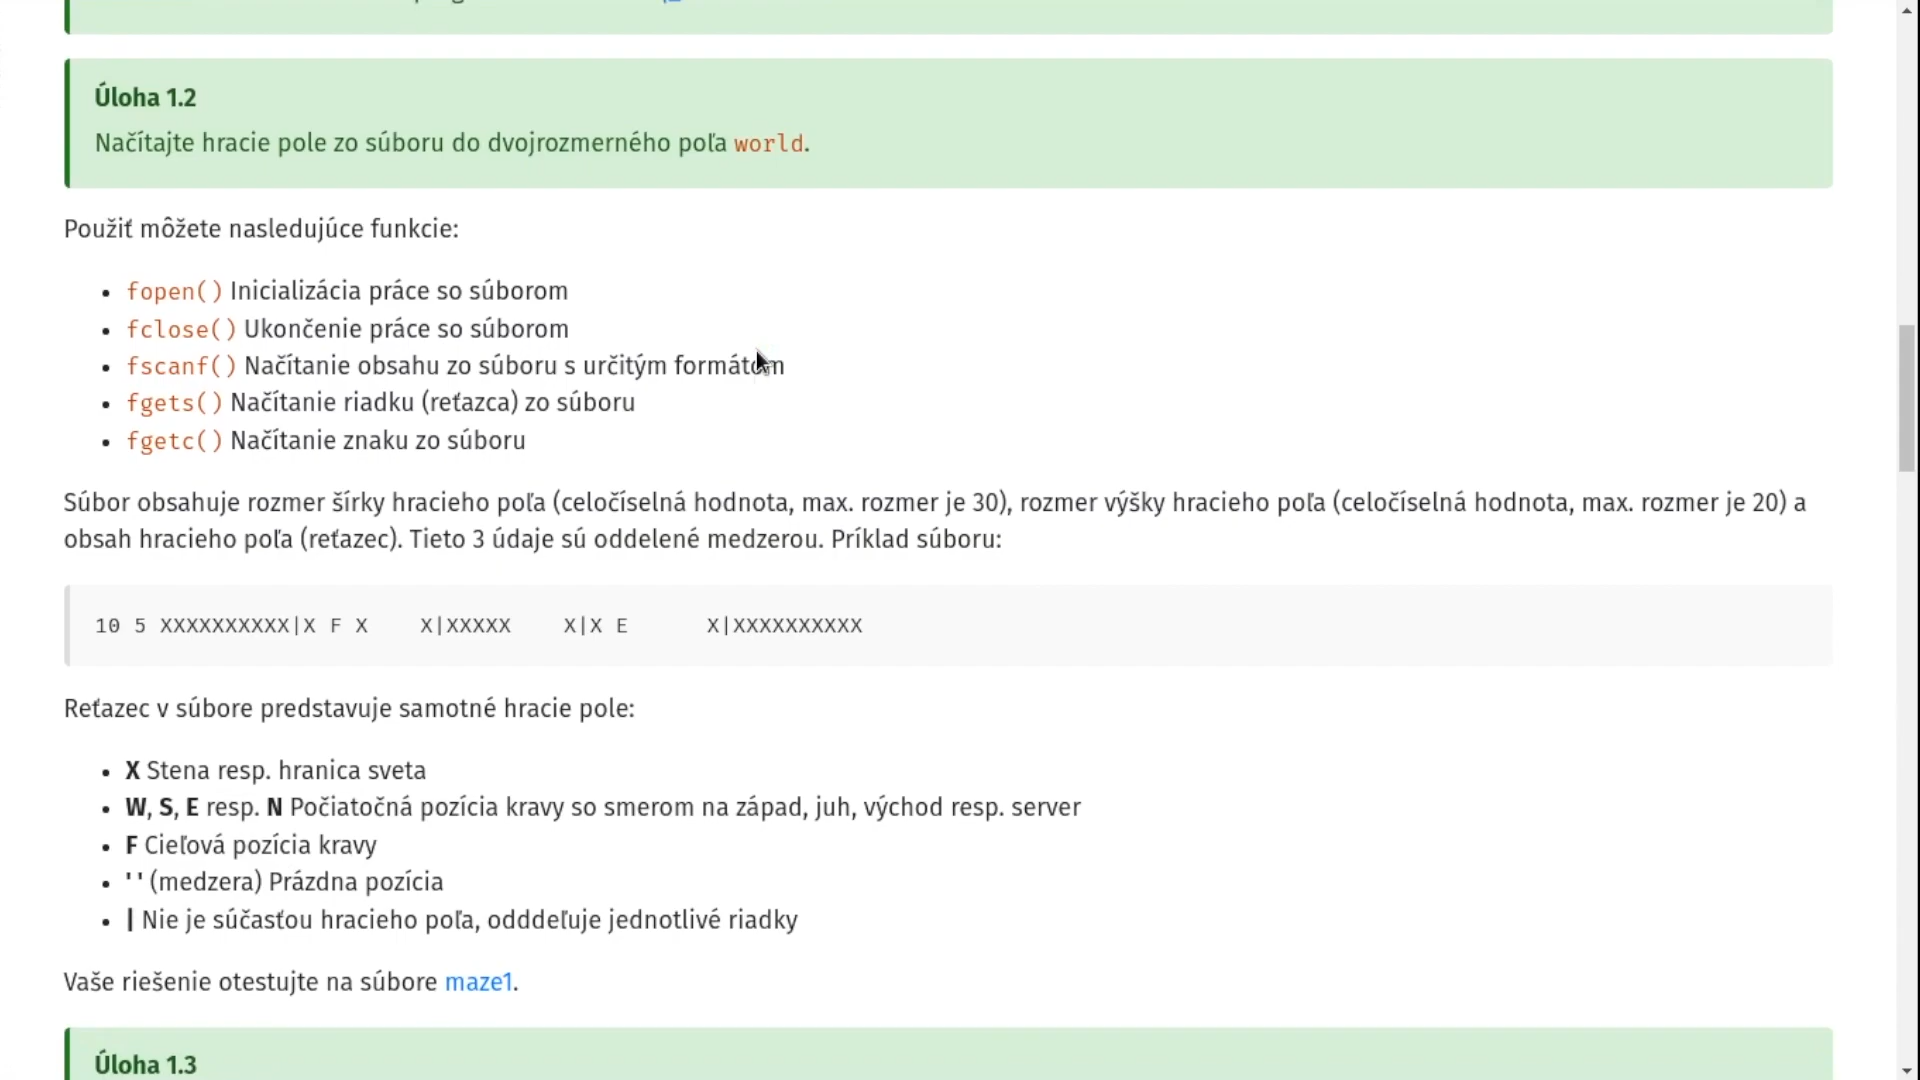 Úloha 1.2
Načítajte hracie pole zo súboru do dvojrozmerného poľa world.
Použiť môžete nasledujúce funkcie:
• fopen() Inicializácia práce so súborom
• fclose() Ukončenie práce so súborom
• fscanf() Načítanie obsahu zo súboru s určitým formátom
• fgets() Načítanie riadku (reťazca) zo súboru
• fgetc() Načítanie znaku zo súboru
Súbor obsahuje rozmer šírky hracieho poľa (celočíselná hodnota, max. rozmer je 30), rozmer výšky hracieho poľa (celočíselná hodnota, max. rozmer je 20) a
obsah hracieho poľa (reťazec). Tieto 3 údaje sú oddelené medzerou. Príklad súboru:
10 5 XXXXXXXXXX|X F X    X|XXXXX    X|X E      X|XXXXXXXXXX
Reťazec v súbore predstavuje samotné hracie pole:
• X Stena resp. hranica sveta
• W, S, E resp. N Počiatočná pozícia kravy so smerom na západ, juh, východ resp. server
• F Cieľová pozícia kravy
• ' ' (medzera) Prázdna pozícia
• | Nie je súčasťou hracieho poľa, odddeľuje jednotlivé riadky
Vaše riešenie otestujte na súbore maze1.
Úloha 1.3